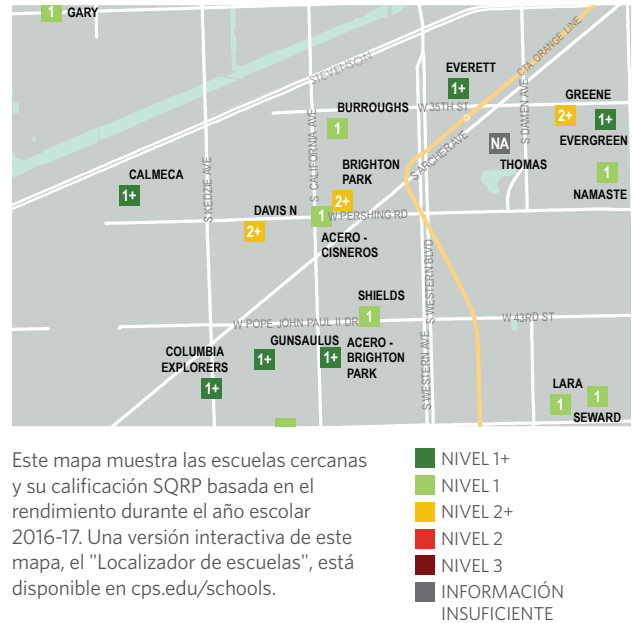 1 GARY
STEVENSON
CTA ORANGE LINE
EVERETT
1+
W 35TH ST
S DAMEN AVE
GREENE
2+
1+
EVERGREEN
BURROUGHS
1
S CALIFORNIA AVE
S ARCHER AVE
NA
THOMAS
1
NAMASTE
CALMECA
1+
S KEDZIE AVE
BRIGHTON
PARK
2+
DAVIS N
2+
1
W PERSHING RD
ACERO -
CISNEROS
S WESTERN BLVD
SHIELDS
1
W POPE JOHN PAUL II DR
W 43RD ST
S WESTERN AVE
COLUMBIA
EXPLORERS
1+
GUNSAULUS
1+
1+
ACERO -
BRIGHTON
PARK
LARA
1
1
SEWARD
Este mapa muestra las escuelas cercanas
y su calificación SQRP basada en el
rendimiento durante el año escolar
2016-17. Una versión interactiva de este
mapa, el "Localizador de escuelas", está
disponible en cps.edu/schools.
NIVEL 1+
NIVEL 1
NIVEL 2+
NIVEL 2
NIVEL 3
INFORMACIÓN
INSUFICIENTE